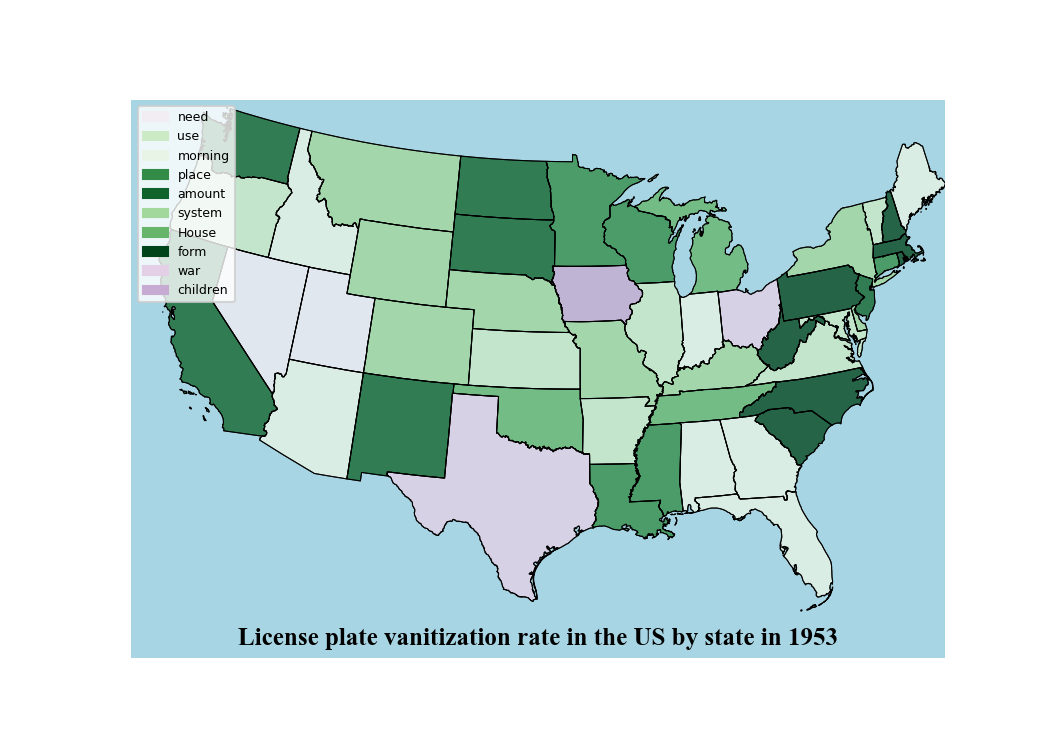 need
use
morning
place
amount
system
House
form
war
children
License plate vanitization rate in the US by state in 1953